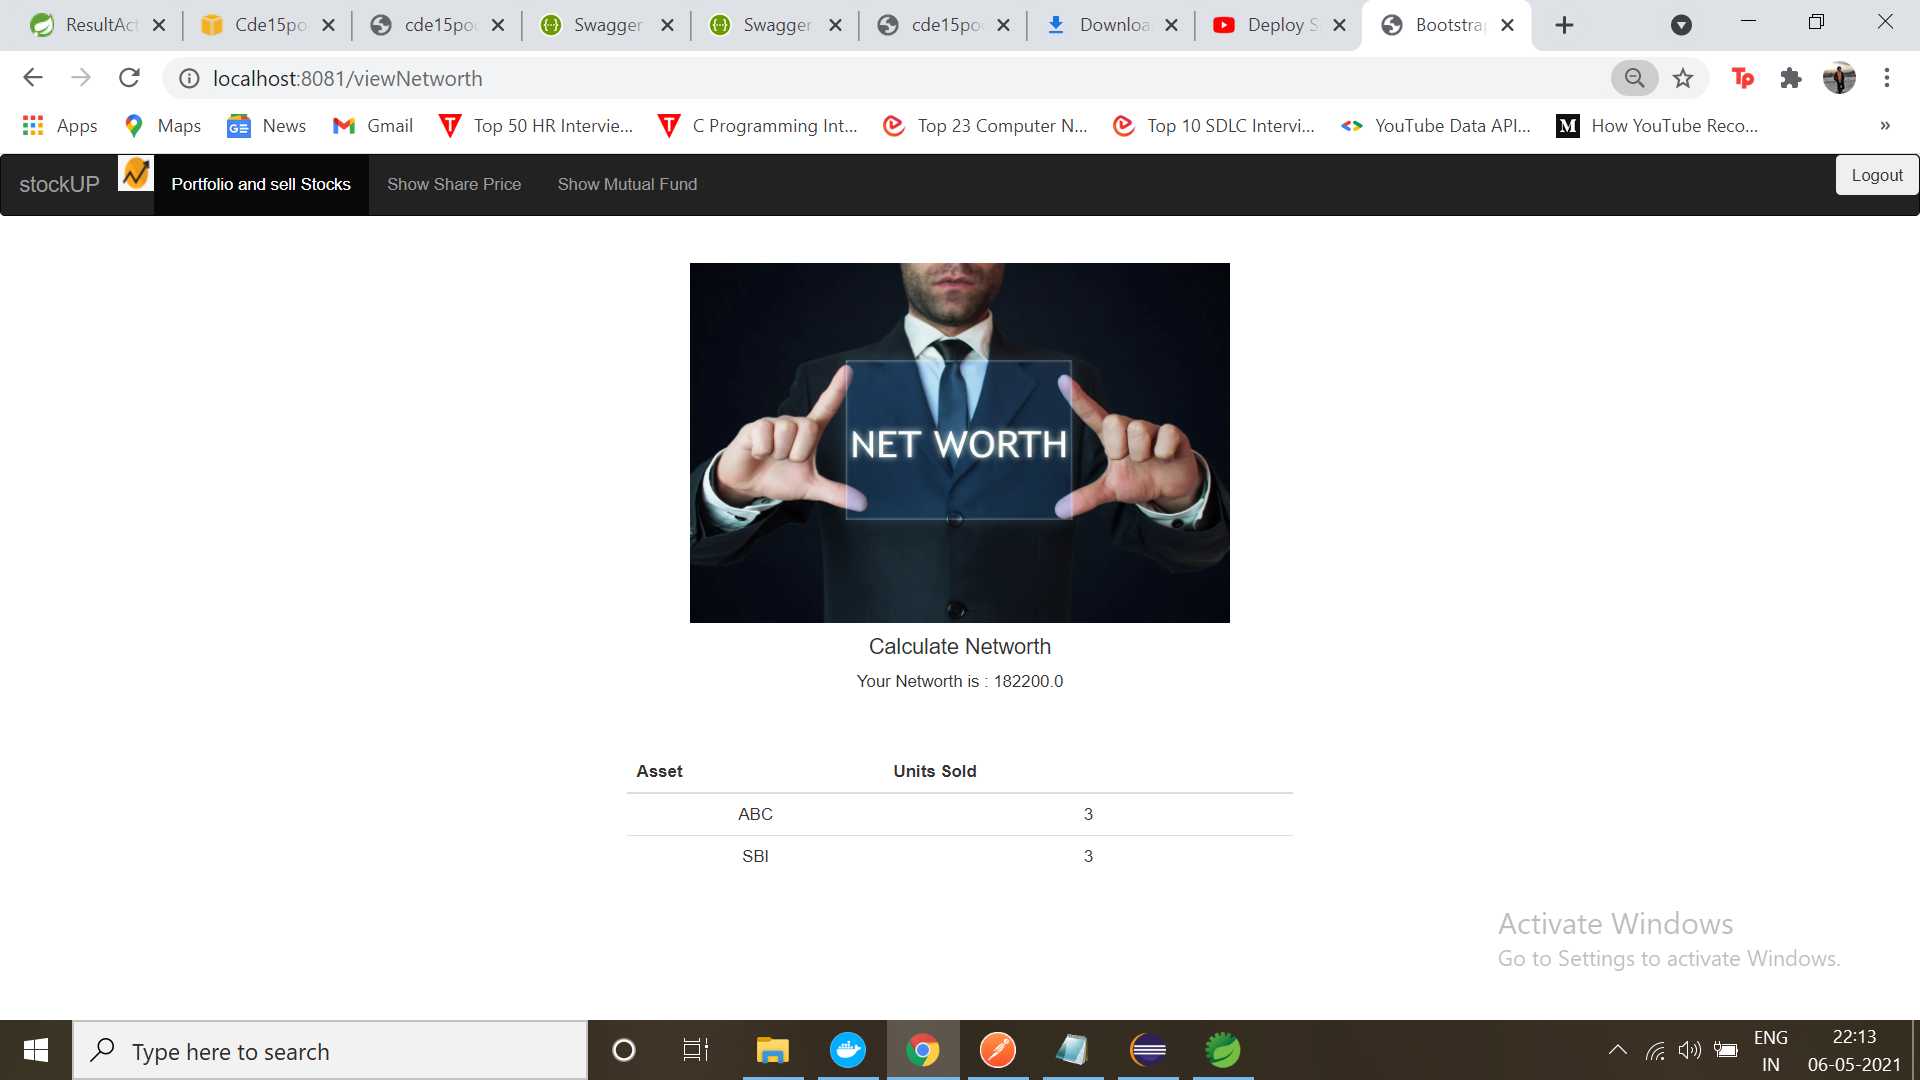 ResultAct
Cde15po
cde15poc
Swagger
Swagger
cde15po
Downloa
Deploy S
Bootstrap
localhost:8081/viewNetworth
Apps
Maps
News
Gmail
Top 50 HR Intervie...
C Programming Int...
Top 23 Computer N...
Top 10 SDLC Intervi...
YouTube Data API...
How YouTube Reco...
»
stockUP
Portfolio and sell Stocks
Show Share Price
Show Mutual Fund
Logout
NET WORTH
Calculate Networth
Your Networth is : 182200.0
Asset Units Sold
ABC 3
SBI 3
Activate Windows
Go to Settings to activate Windows.
Type here to search
ENG
IN
22:13
06-05-2021